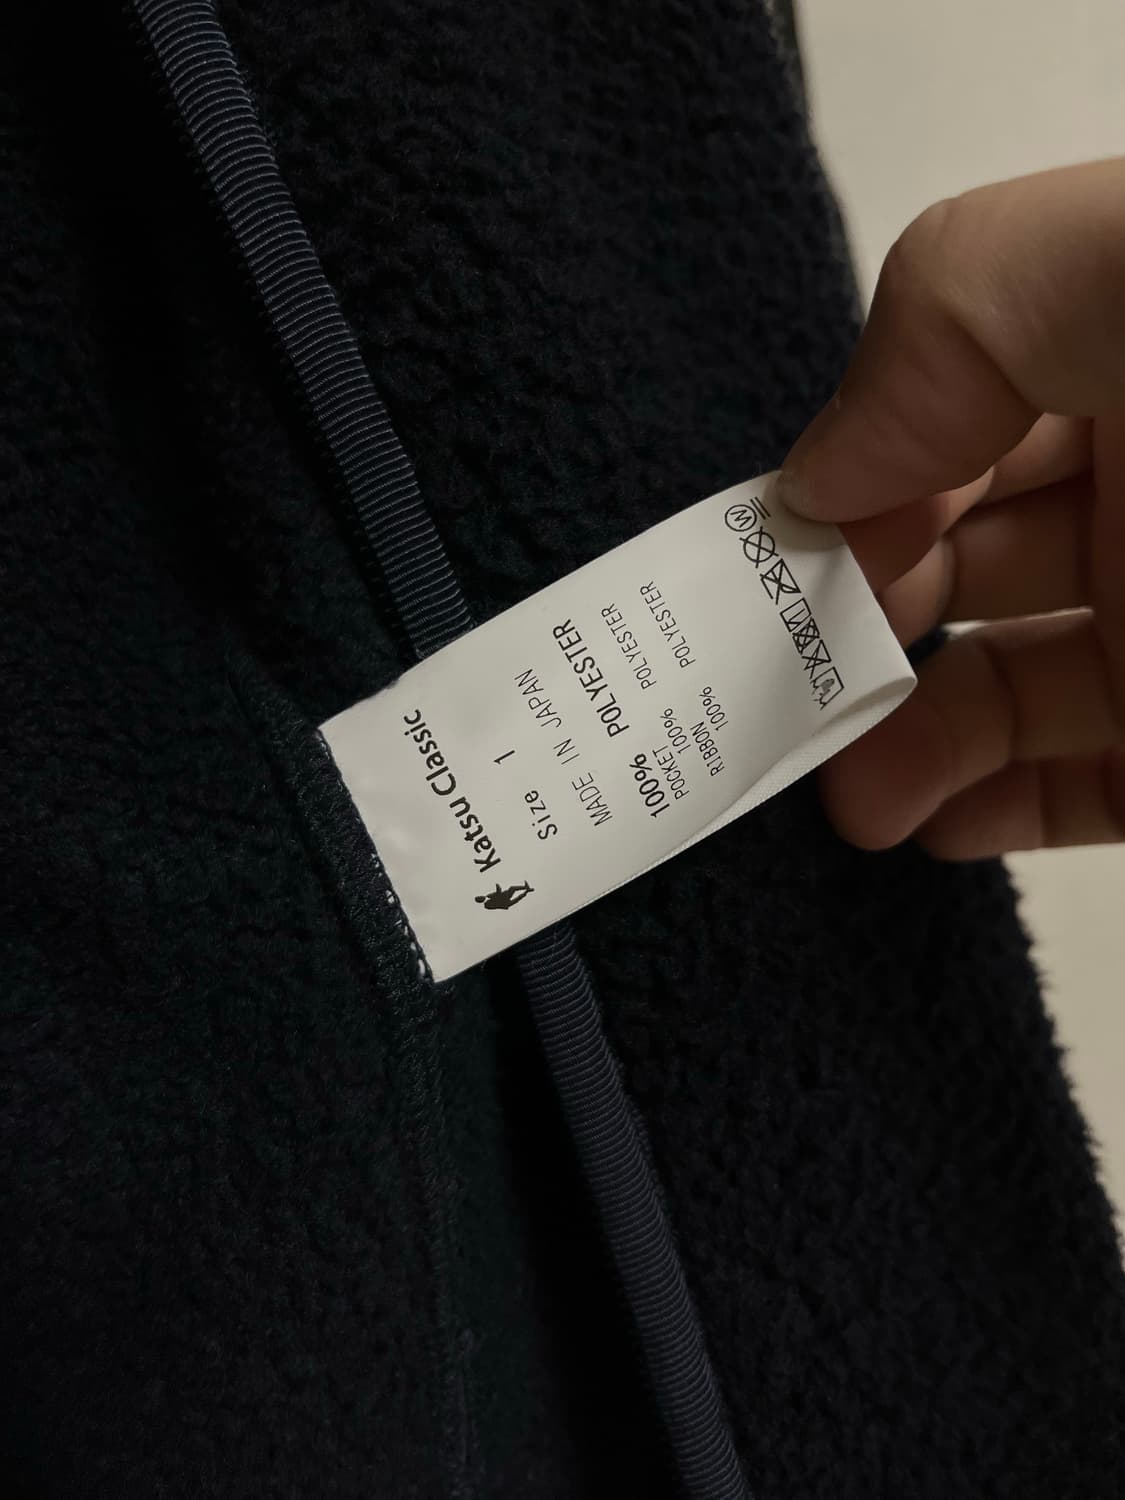 Katsu Classic
Size 1
MADE IN JAPAN
100% POLYESTER
POCKET
100% POLYESTER
RIBBON
100% POLYESTER
W